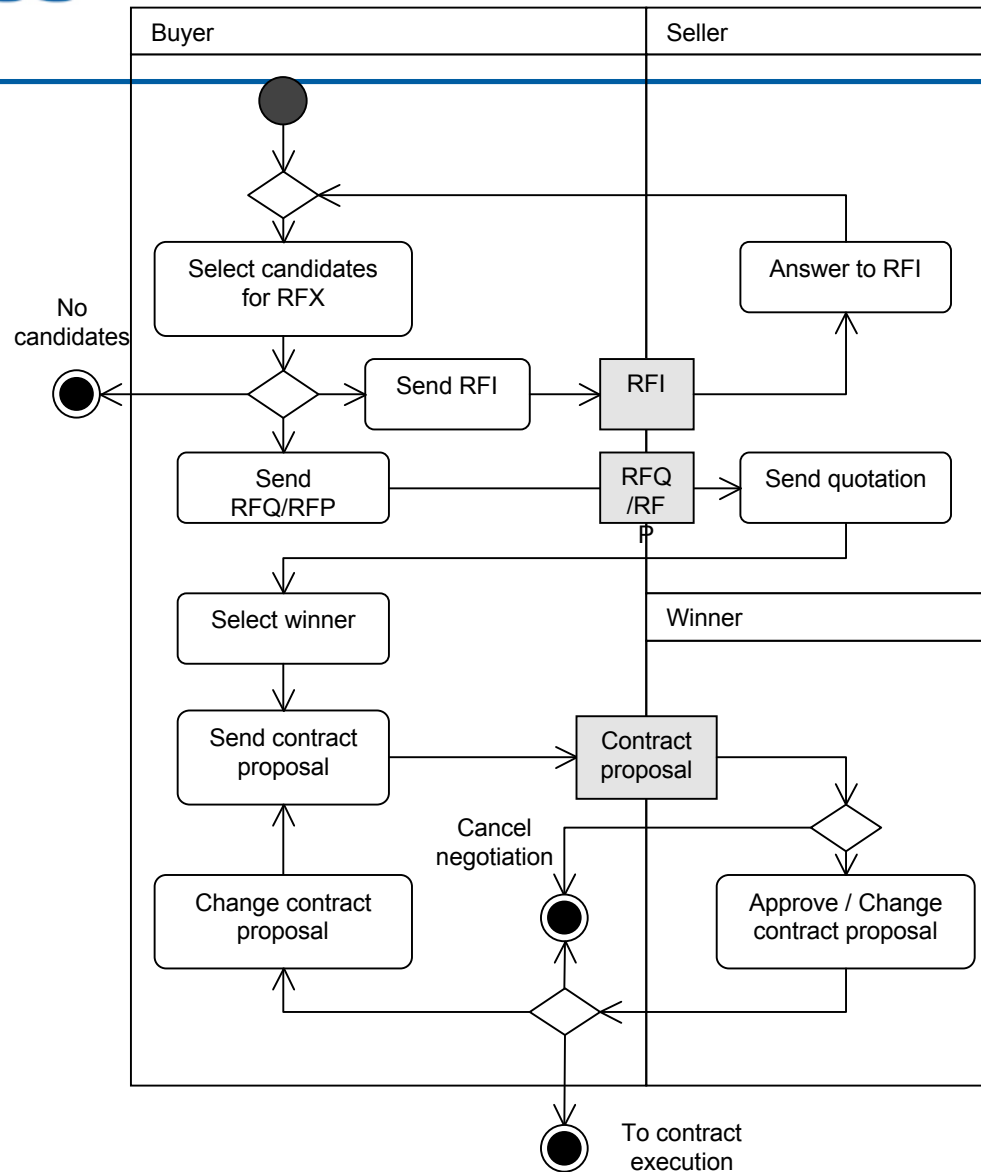 Buyer
Seller
Select candidates
for RFX
Answer to RFI
No
candidates
Send RFI
RFI
Send
RFQ/RFP
RFQ
/RF
P
Send quotation
Select winner
Winner
Send contract
proposal
Contract
proposal
Cancel
negotiation
Change contract
proposal
Approve / Change
contract proposal
To contract
execution